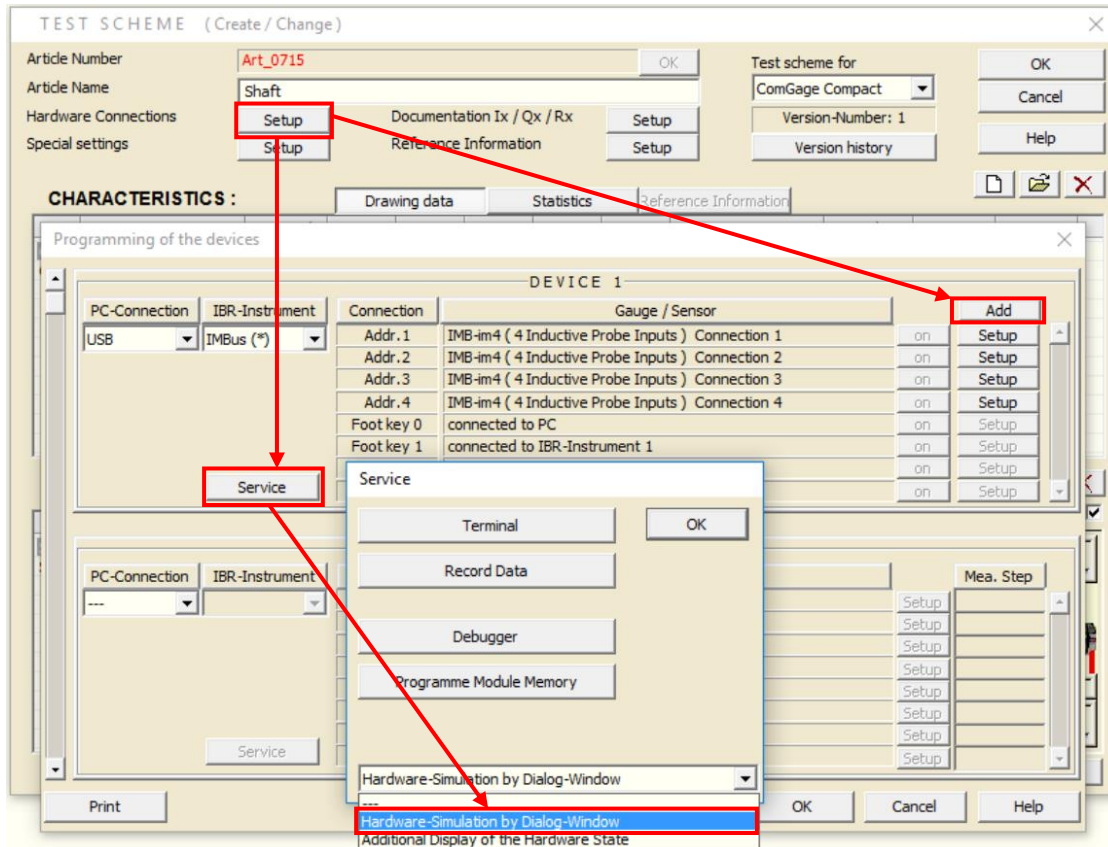 TEST SCHEME (Create / Change)
Article Number Art_0715 OK Test scheme for OK
Article Name Shaft ComGage Compact Cancel
Hardware Connections Setup Documentation Ix / Qx / Rx Setup Version-Number: 1
Special settings Setup Reference Information Setup Version history Help
CHARACTERISTICS : Drawing data Statistics Reference Information
Programming of the devices
DEVICE 1
PC-Connection IBR-Instrument Connection Gauge / Sensor Add
USB IMBus (*) Addr.1 IMB-im4 ( 4 Inductive Probe Inputs ) Connection 1 on Setup
Addr.2 IMB-im4 ( 4 Inductive Probe Inputs ) Connection 2 on Setup
Addr.3 IMB-im4 ( 4 Inductive Probe Inputs ) Connection 3 on Setup
Addr.4 IMB-im4 ( 4 Inductive Probe Inputs ) Connection 4 on Setup
Foot key 0 connected to PC on Setup
Foot key 1 connected to IBR-Instrument 1 on Setup
on Setup
Service on Setup
Service
Terminal OK
Record Data
PC-Connection IBR-Instrument Mea. Step
--- Setup
Setup
Debugger Setup
Setup
Programme Module Memory Setup
Setup
Setup
Service Setup
Hardware-Simulation by Dialog-Window
---
Print OK Cancel Help
Hardware-Simulation by Dialog-Window
Additional Display of the Hardware State